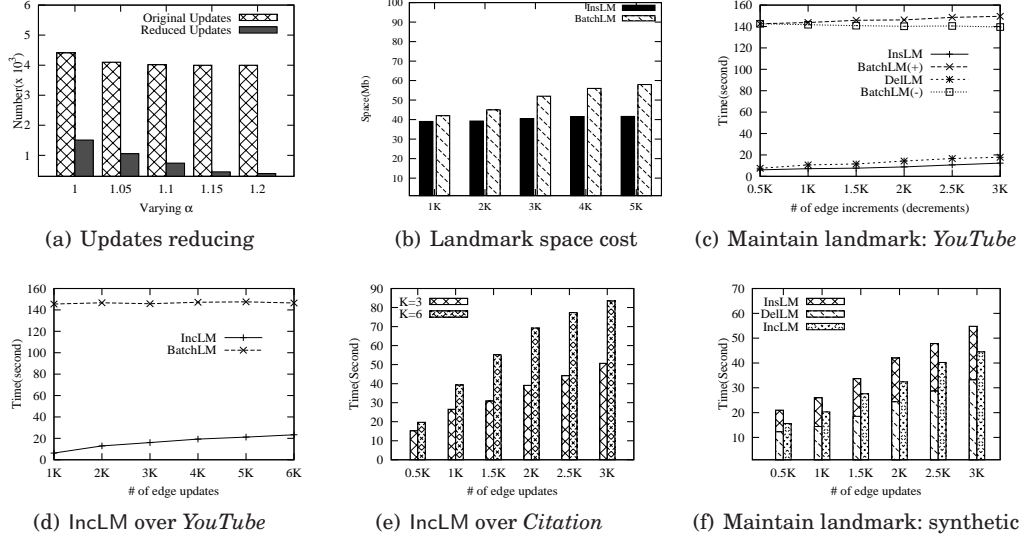 Number(x 10³)
4
3
2
1
Original Updates
Reduced Updates
1 1.05 1.1 1.15 1.2
Varying α
(a) Updates reducing
Space(Mb)
100
90
80
70
60
50
40
30
20
10
InsLM
BatchLM
1K 2K 3K 4K 5K
(b) Landmark space cost
Time(second)
160
140
120
100
80
60
40
20
0
InsLM
BatchLM(+)
DelLM
BatchLM(-)
0.5K 1K 1.5K 2K 2.5K 3K
# of edge increments (decrements)
(c) Maintain landmark: YouTube
Time(second)
160
140
120
100
80
60
40
20
0
IncLM
BatchLM
1K 2K 3K 4K 5K 6K
# of edge updates
(d) IncLM over YouTube
Time(Second)
90
80
70
60
50
40
30
20
10
0
K=3
K=6
0.5K 1K 1.5K 2K 2.5K 3K
# of edge updates
(e) IncLM over Citation
Time(Second)
70
60
50
40
30
20
10
InsLM
DelLM
IncLM
0.5K 1K 1.5K 2K 2.5K 3K
# of edge updates
(f) Maintain landmark: synthetic